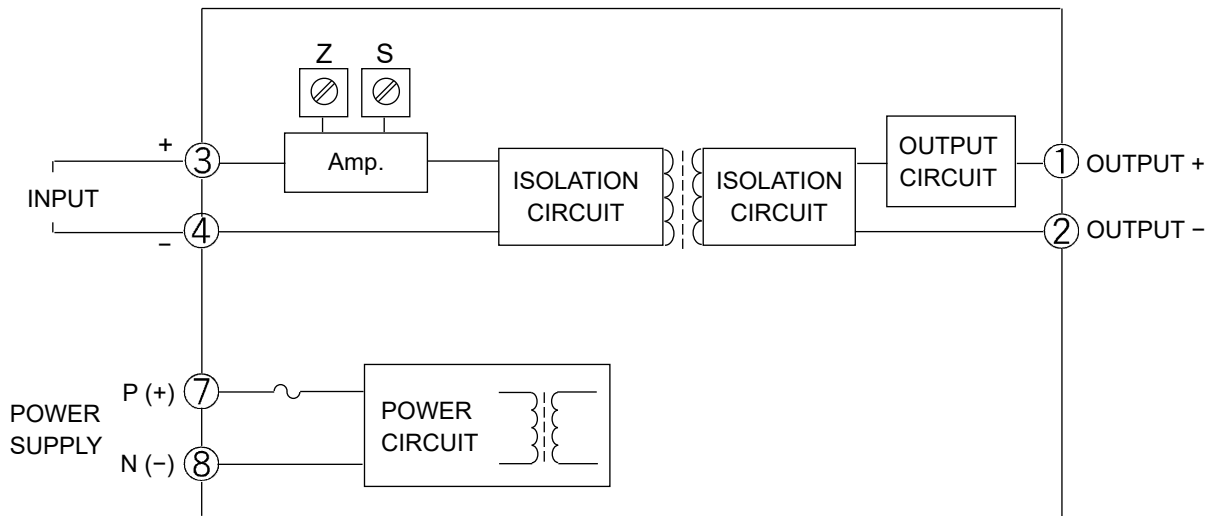 Z S
+
3
Amp.
OUTPUT
CIRCUIT
1
OUTPUT +
INPUT
ISOLATION
CIRCUIT
ISOLATION
CIRCUIT
−
4
2
OUTPUT −
P (+)
7
POWER
SUPPLY
POWER
CIRCUIT
N (−)
8